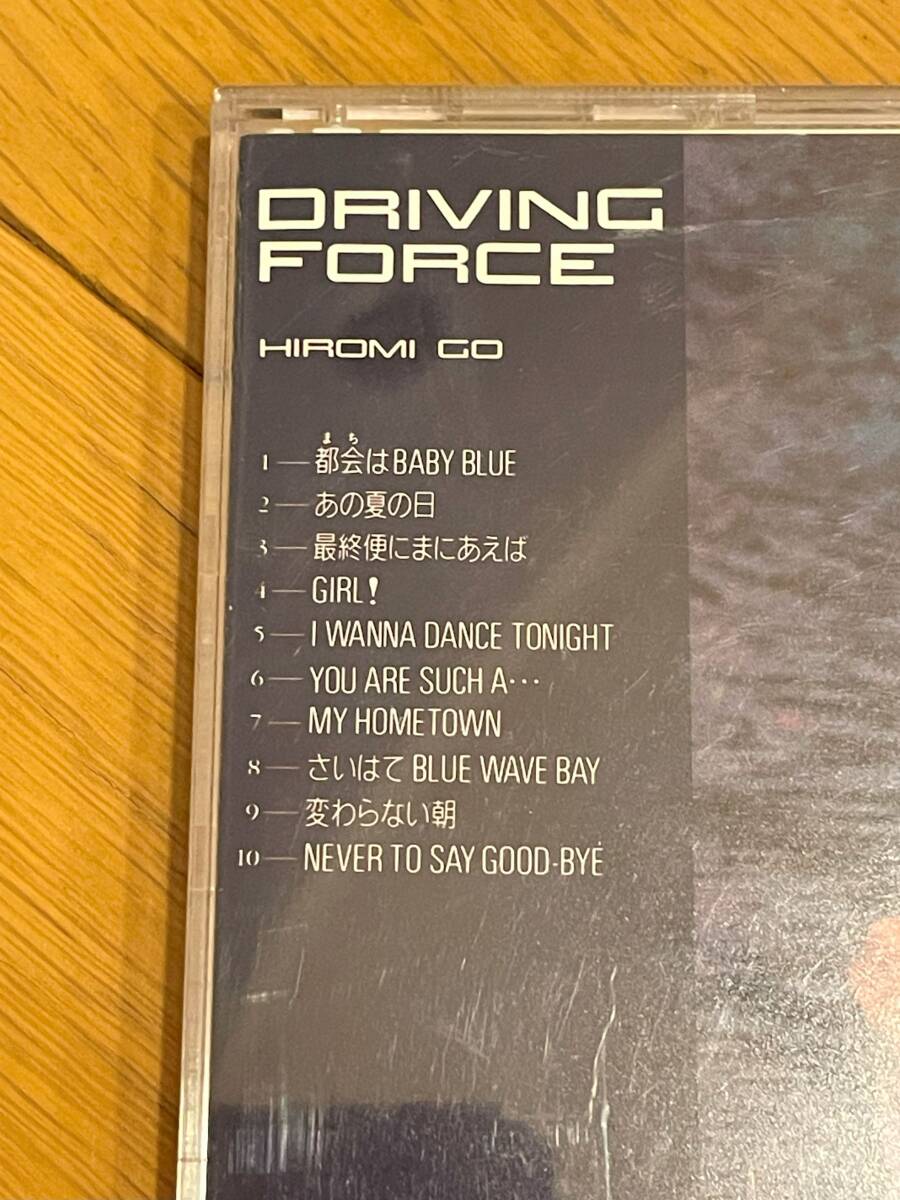 DRIVING
FORCE
HIROMI GO
まち
1—都会はBABY BLUE
2—あの夏の日
3—最終便にまにあえば
4—GIRL!
5—I WANNA DANCE TONIGHT
6—YOU ARE SUCH A…
7—MY HOMETOWN
8—さいはて BLUE WAVE BAY
9—変わらない朝
10—NEVER TO SAY GOOD-BYE